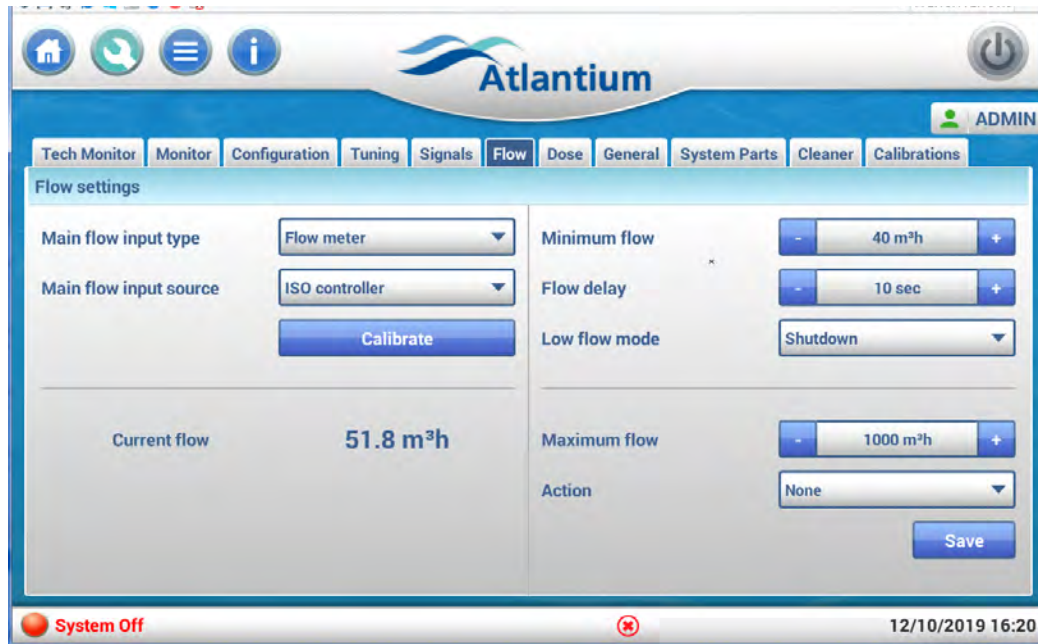 Atlantium
ADMIN
Tech Monitor Monitor Configuration Tuning Signals Flow Dose General System Parts Cleaner Calibrations
Flow settings
Main flow input type Flow meter
Main flow input source ISO controller
Calibrate
Current flow 51.8 m³h
Minimum flow - 40 m³h +
Flow delay - 10 sec +
Low flow mode Shutdown
Maximum flow - 1000 m³h +
Action None
Save
System Off 12/10/2019 16:20